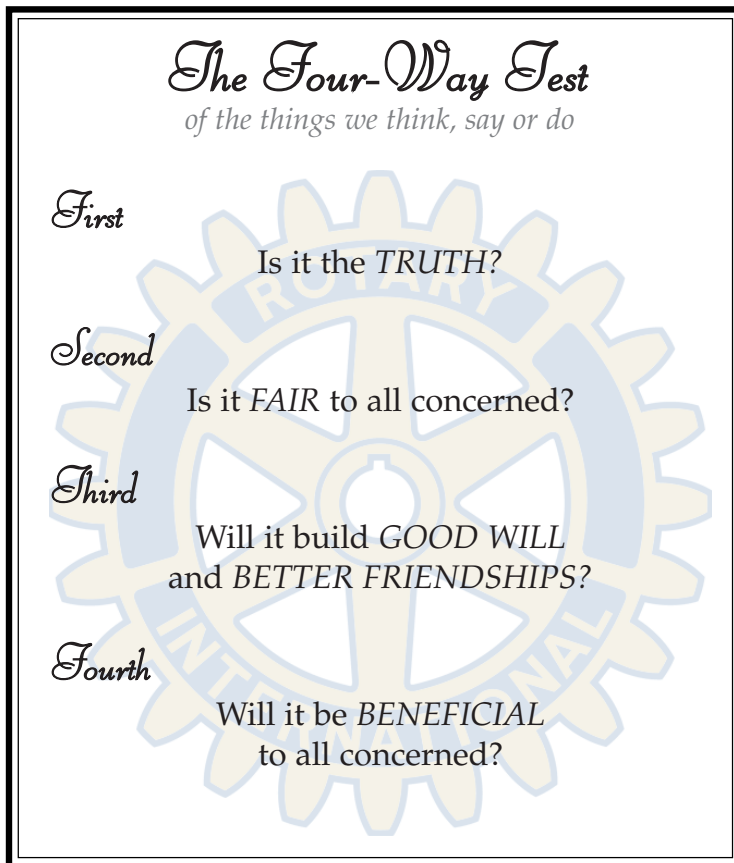 The Four-Way Test
of the things we think, say or do
First
Is it the TRUTH?
ROTARY
Second
Is it FAIR to all concerned?
Third
Will it build GOOD WILL
and BETTER FRIENDSHIPS?
Fourth
INTERNATIONAL
Will it be BENEFICIAL
to all concerned?